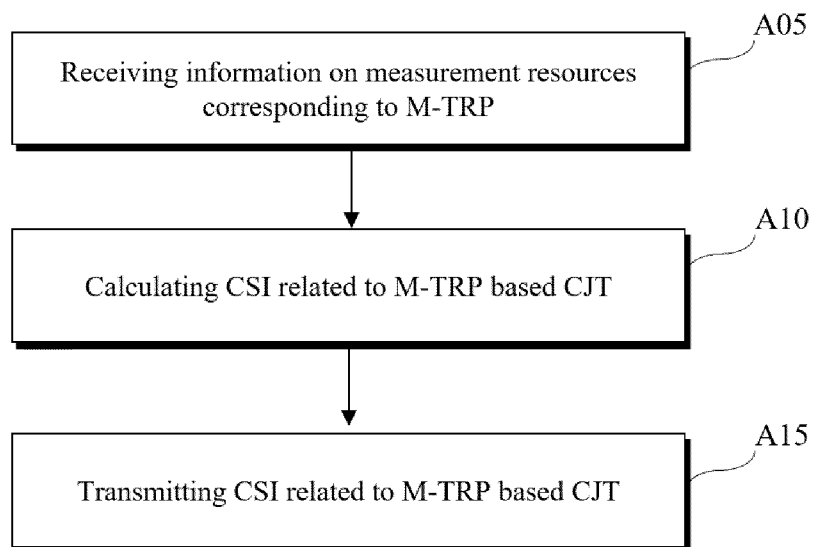 A05
Receiving information on measurement resources
corresponding to M-TRP
A10
Calculating CSI related to M-TRP based CJT
A15
Transmitting CSI related to M-TRP based CJT